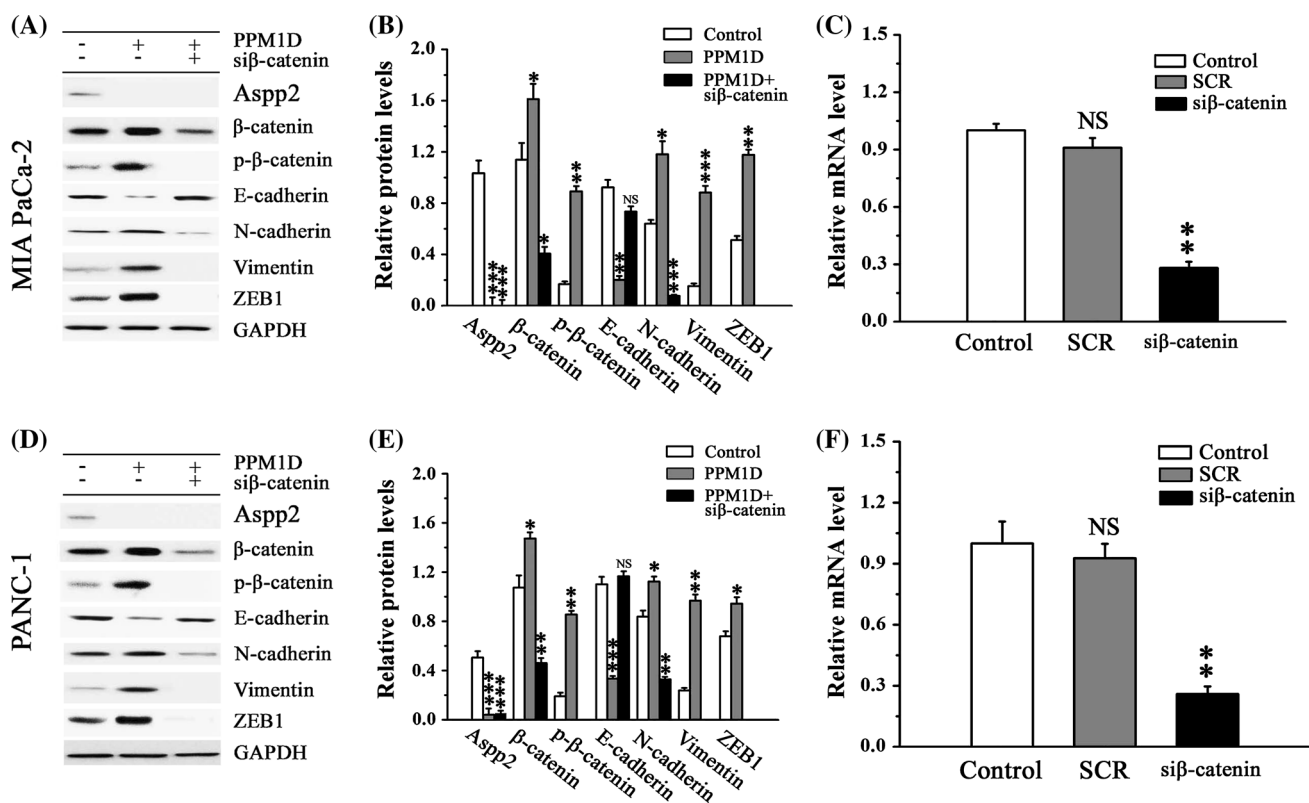 (A)
- + + PPM1D
- - + siβ-catenin
MIA PaCa-2
Aspp2
β-catenin
p-β-catenin
E-cadherin
N-cadherin
Vimentin
ZEB1
GAPDH
(B)
Control
PPM1D
PPM1D+
siβ-catenin
Relative protein levels
2.0
1.6
1.2
0.8
0.4
0.0
*** *** * * ** ** NS * *** *** **
Aspp2
β-catenin
p-β-catenin
E-cadherin
N-cadherin
Vimentin
ZEB1
(C)
Control
SCR
siβ-catenin
Relative mRNA level
1.5
1.2
0.9
0.6
0.3
0.0
NS
**
Control SCR siβ-catenin
(D)
- + + PPM1D
- - + siβ-catenin
PANC-1
Aspp2
β-catenin
p-β-catenin
E-cadherin
N-cadherin
Vimentin
ZEB1
GAPDH
(E)
Control
PPM1D
PPM1D+
siβ-catenin
Relative protein levels
2.0
1.6
1.2
0.8
0.4
0.0
*** *** * ** ** *** NS * ** ** *
Aspp2
β-catenin
p-β-catenin
E-cadherin
N-cadherin
Vimentin
ZEB1
(F)
Control
SCR
siβ-catenin
Relative mRNA level
1.5
1.2
0.9
0.6
0.3
0.0
NS
**
Control SCR siβ-catenin